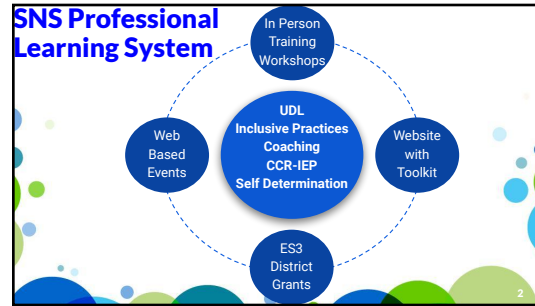 SNS Professional
Learning System
In Person
Training
Workshops
UDL
Inclusive Practices
Coaching
CCR-IEP
Self Determination
Web
Based
Events
Website
with
Toolkit
ES3
District
Grants
2